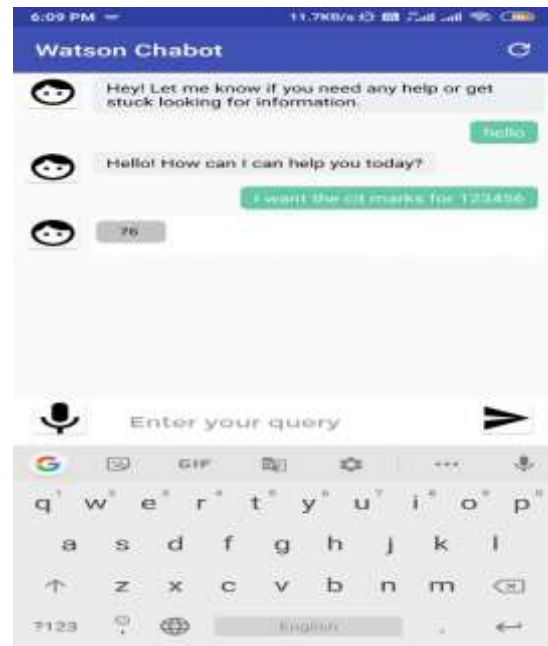 6:09 PM
11.7KB/s
Watson Chabot
Hey! Let me know if you need any help or get
stuck looking for information.
hello
Hello! How can I can help you today?
I want the cit marks for 123456
76
Enter your query
G GIF
q w e r t y u i o p
a s d f g h j k l
z x c v b n m
?123 English